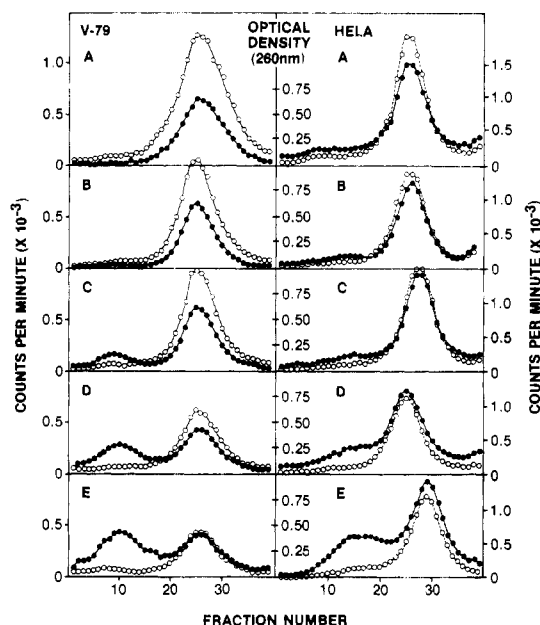 V-79 OPTICAL DENSITY (260nm) HELA
A A
1.0 0.5 0
0.75 0.50 0.25
1.5 1.0 0.5 0
B B
0.5 0
0.75 0.50 0.25
1.0 0.5 0
C C
0.5 0
0.75 0.50 0.25
1.0 0.5 0
D D
0.5 0
0.75 0.50 0.25
1.0 0.5 0
E E
0.5 0
0.75 0.50 0.25
1.0 0.5 0
10 20 30 10 20 30
COUNTS PER MINUTE (X 10⁻³)
COUNTS PER MINUTE (X 10⁻³)
FRACTION NUMBER